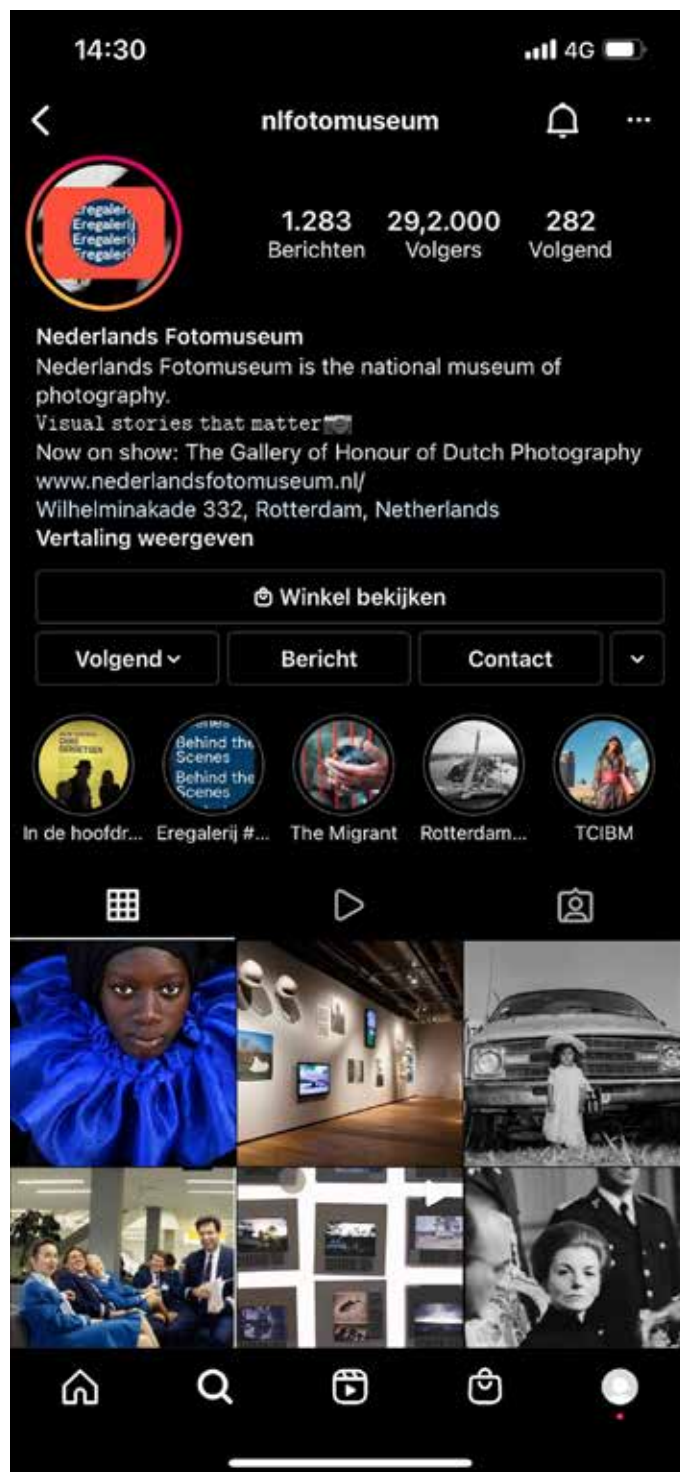 14:30
4G
nlfotomuseum
Eregalerij
Eregalerij
1.283
Berichten
29,2.000
Volgers
282
Volgend
Nederlands Fotomuseum
Nederlands Fotomuseum is the national museum of
photography.
Visual stories that matter
Now on show: The Gallery of Honour of Dutch Photography
www.nederlandsfotomuseum.nl/
Wilhelminakade 332, Rotterdam, Netherlands
Vertaling weergeven
Winkel bekijken
Volgend
Bericht
Contact
Behind the
Scenes
Behind the
Scenes
In de hoofdr...
Eregalerij #...
The Migrant
Rotterdam...
TCIBM